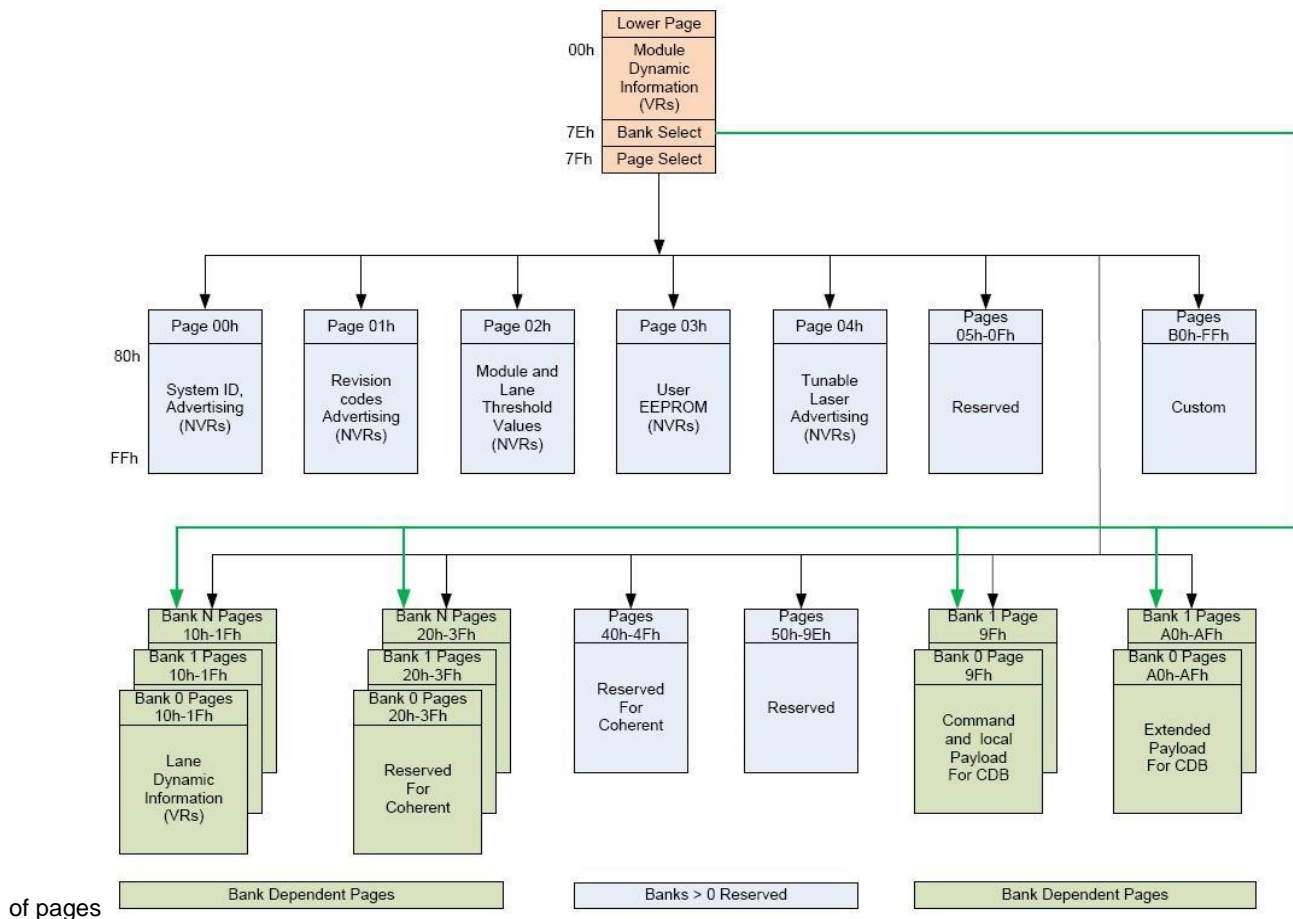 Lower Page
00h
Module
Dynamic
Information
(VRs)
7Eh
Bank Select
7Fh
Page Select
Page 00h
Page 01h
Page 02h
Page 03h
Page 04h
Pages
05h-0Fh
Pages
B0h-FFh
80h
System ID,
Advertising
(NVRs)
Revision
codes
Advertising
(NVRs)
Module and
Lane
Threshold
Values
(NVRs)
User
EEPROM
(NVRs)
Tunable
Laser
Advertising
(NVRs)
Reserved
Custom
FFh
Bank N Pages
10h-1Fh
Bank 1 Pages
10h-1Fh
Bank 0 Pages
10h-1Fh
Lane
Dynamic
Information
(VRs)
Bank N Pages
20h-3Fh
Bank 1 Pages
20h-3Fh
Bank 0 Pages
20h-3Fh
Reserved
For
Coherent
Pages
40h-4Fh
Reserved
For
Coherent
Pages
50h-9Eh
Reserved
Bank 1 Page
9Fh
Bank 0 Page
9Fh
Command
and local
Payload
For CDB
Bank 1 Pages
A0h-AFh
Bank 0 Pages
A0h-AFh
Extended
Payload
For CDB
Bank Dependent Pages
Banks > 0 Reserved
Bank Dependent Pages
of pages